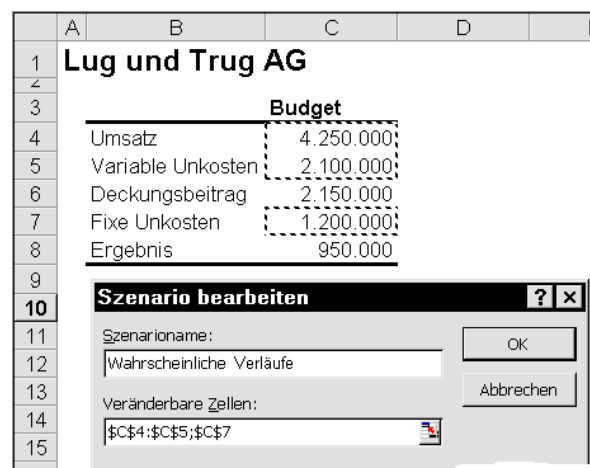 A B C D
1 Lug und Trug AG
2
3 Budget
4 Umsatz 4.250.000
5 Variable Unkosten 2.100.000
6 Deckungsbeitrag 2.150.000
7 Fixe Unkosten 1.200.000
8 Ergebnis 950.000
9
10 Szenario bearbeiten ? ×
11 Szenarioname: OK
12 Wahrscheinliche Verläufe
13 Abbrechen
14 Veränderbare Zellen:
15 $C$4:$C$5;$C$7